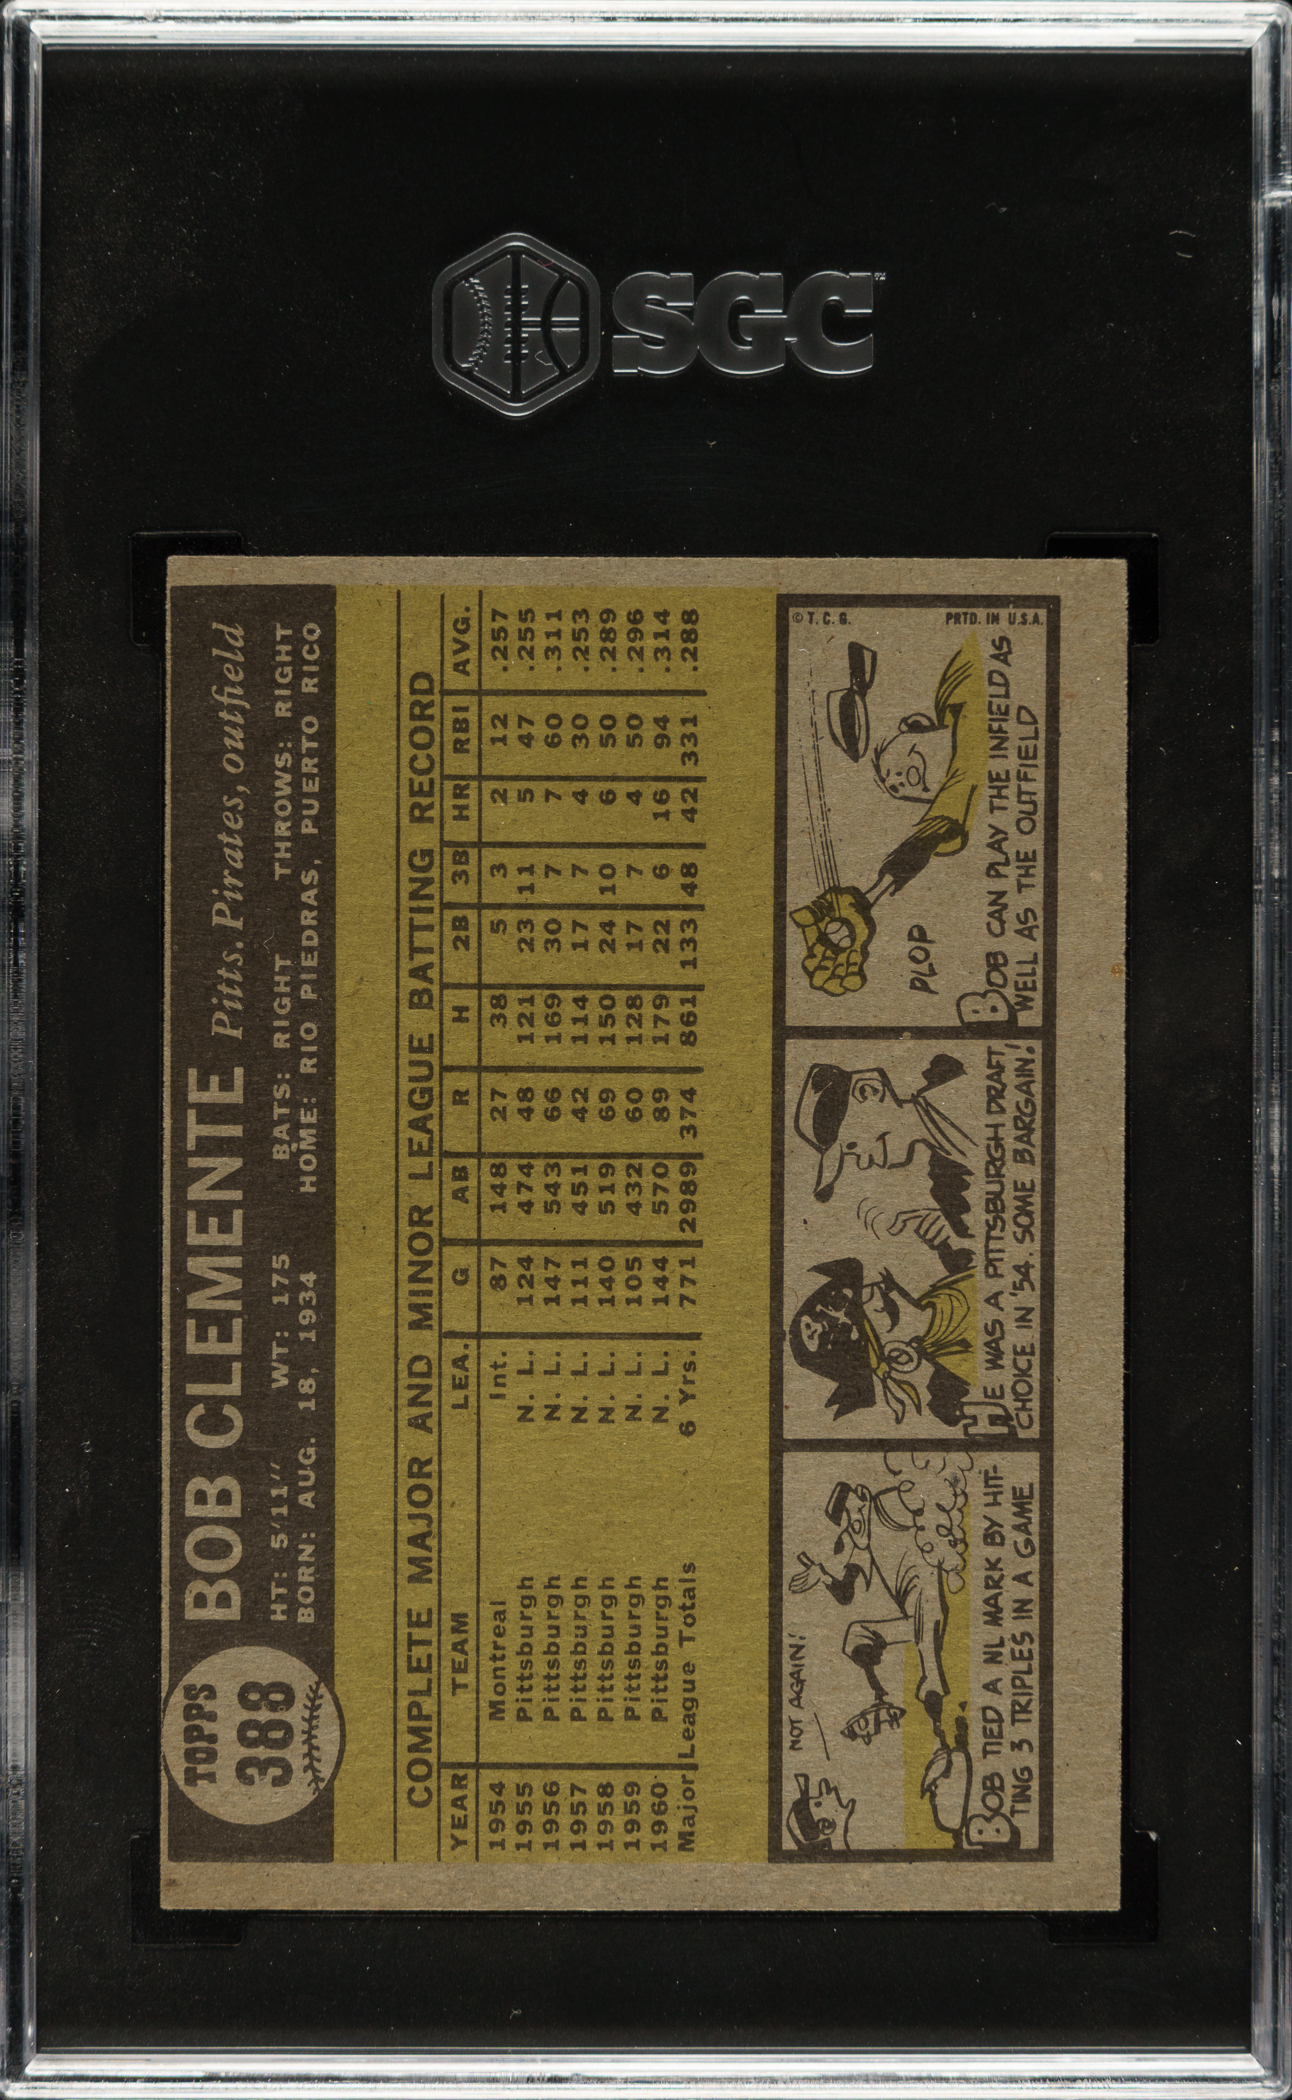 SGC
TOPPS
388
BOB CLEMENTE Pitts. Pirates, outfield
HT: 5'11" WT: 175 BATS: RIGHT THROWS: RIGHT
BORN: AUG. 18, 1934 HOME: RIO PIEDRAS, PUERTO RICO
COMPLETE MAJOR AND MINOR LEAGUE BATTING RECORD
YEAR TEAM LEA. G AB R H 2B 3B HR RBI AVG.
1954 Montreal Int. 87 148 27 38 5 3 2 12 .257
1955 Pittsburgh N. L. 124 474 48 121 23 11 5 47 .255
1956 Pittsburgh N. L. 147 543 66 169 30 7 7 60 .311
1957 Pittsburgh N. L. 111 451 42 114 17 7 4 30 .253
1958 Pittsburgh N. L. 140 519 69 150 24 10 6 50 .289
1959 Pittsburgh N. L. 105 432 60 128 17 7 4 50 .296
1960 Pittsburgh N. L. 144 570 89 179 22 6 16 94 .314
Major League Totals 6 Yrs. 771 2989 374 861 133 48 42 331 .288
NOT AGAIN!
BOB TIED A NL MARK BY HIT-
TING 3 TRIPLES IN A GAME
HE WAS A PITTSBURGH DRAFT
CHOICE IN '54. SOME BARGAIN!
© T. C. G.
PRTD. IN U.S.A.
PLOP
BOB CAN PLAY THE INFIELD AS
WELL AS THE OUTFIELD